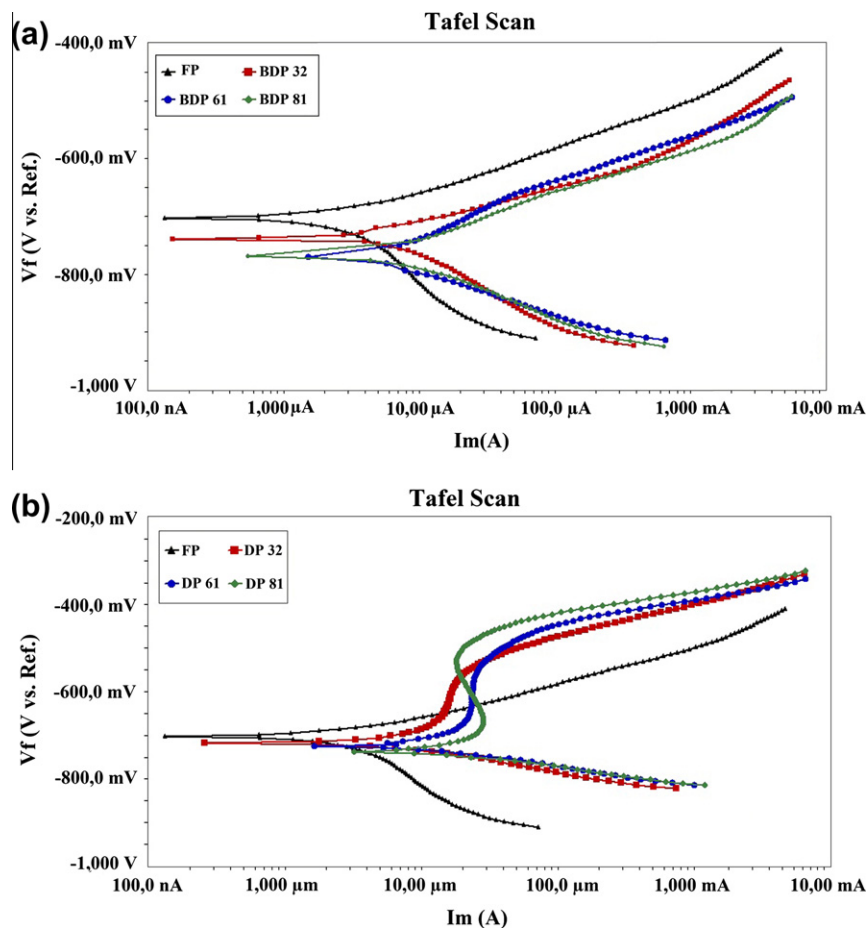 (a)
Tafel Scan
-400,0 mV
-600,0 mV
-800,0 mV
-1,000 V
Vf (V vs. Ref.)
FP BDP 32
BDP 61 BDP 81
100,0 nA 1,000 µA 10,00 µA 100,0 µA 1,000 mA 10,00 mA
Im(A)
(b)
Tafel Scan
-200,0 mV
-400,0 mV
-600,0 mV
-800,0 mV
-1,000 V
Vf (V vs. Ref.)
FP DP 32
DP 61 DP 81
100,0 nA 1,000 µm 10,00 µm 100,0 µm 1,000 mA 10,00 mA
Im (A)